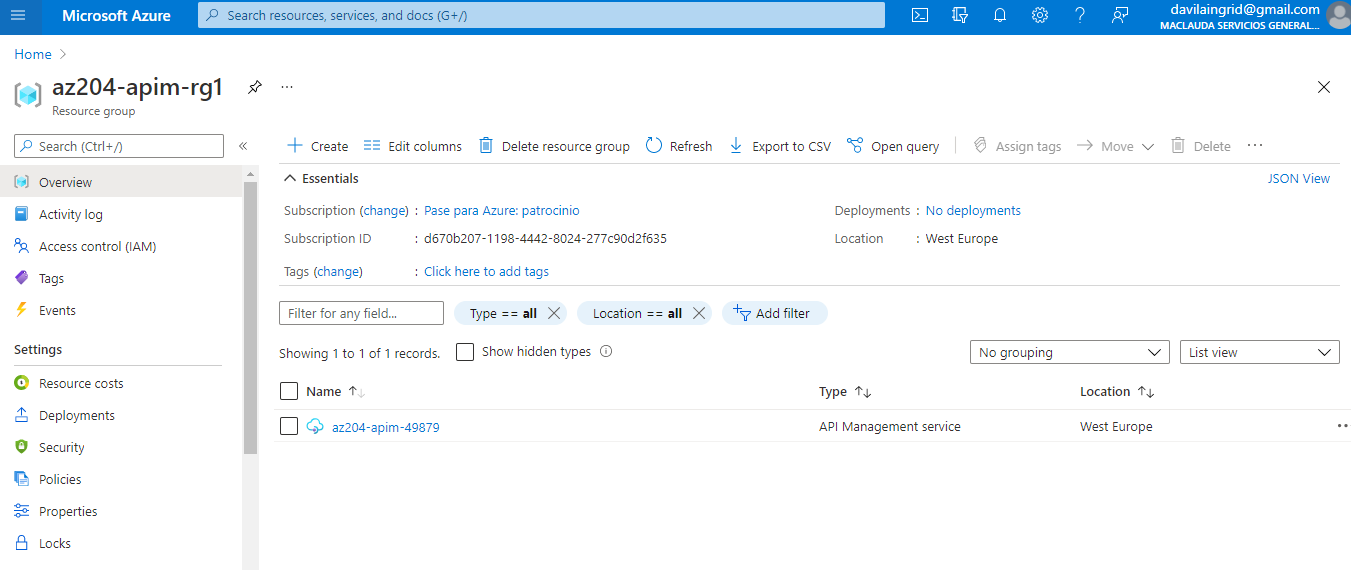 Microsoft Azure
Search resources, services, and docs (G+/)
davilaingrid@gmail.com
MACLAUDA SERVICIOS GENERAL...
Home >
az204-apim-rg1
...
Resource group
Search (Ctrl+/)
«
Create
Edit columns
Delete resource group
Refresh
Export to CSV
Open query
Assign tags
Move
Delete
...
Overview
Activity log
Access control (IAM)
Tags
Events
Settings
Resource costs
Deployments
Security
Policies
Properties
Locks
Essentials
JSON View
Subscription (change) : Pase para Azure: patrocinio
Deployments : No deployments
Subscription ID : d670b207-1198-4442-8024-277c90d2f635
Location : West Europe
Tags (change) : Click here to add tags
Filter for any field...
Type == all
Location == all
Add filter
Showing 1 to 1 of 1 records.
Show hidden types
No grouping
List view
Name
Type
Location
az204-apim-49879
API Management service
West Europe